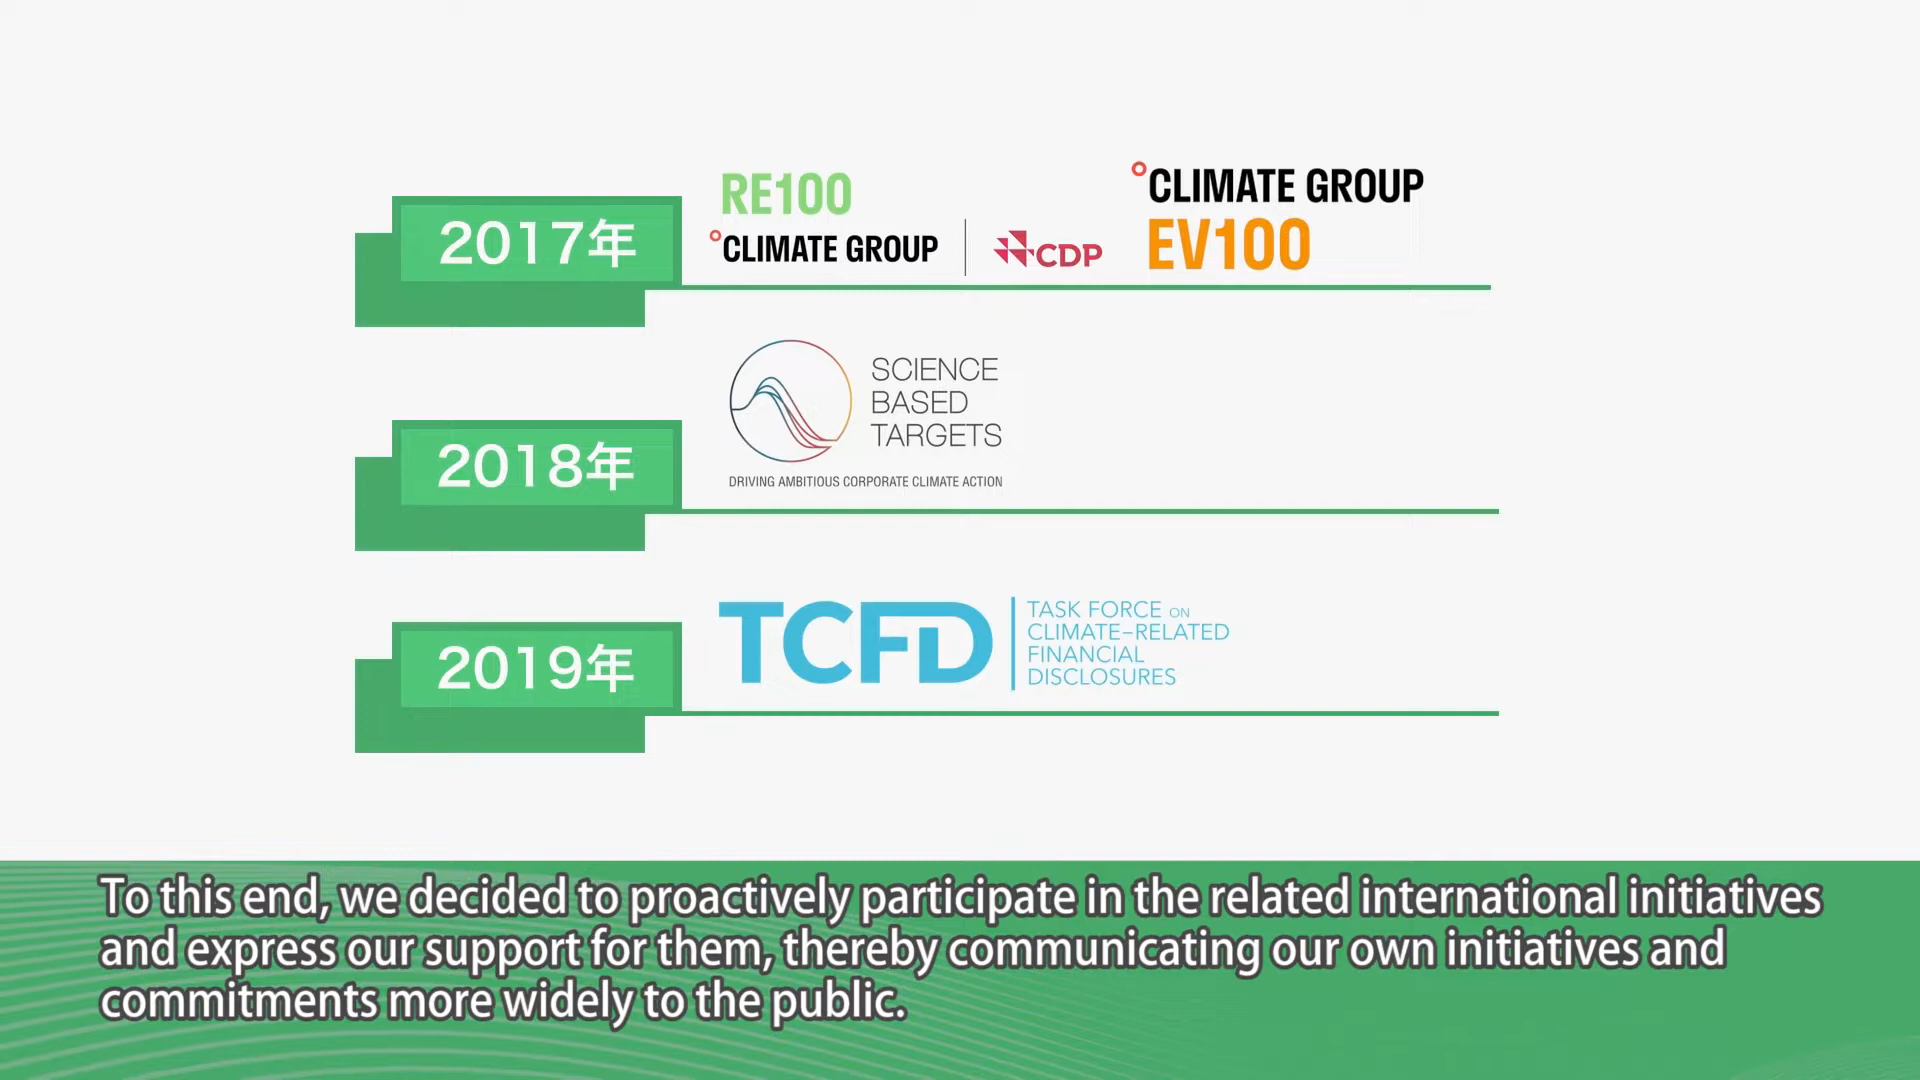 2017年
RE100
°CLIMATE GROUP
CDP
°CLIMATE GROUP
EV100
2018年
SCIENCE
BASED
TARGETS
DRIVING AMBITIOUS CORPORATE CLIMATE ACTION
2019年
TCFD
TASK FORCE ON
CLIMATE-RELATED
FINANCIAL
DISCLOSURES
To this end, we decided to proactively participate in the related international initiatives
and express our support for them, thereby communicating our own initiatives and
commitments more widely to the public.